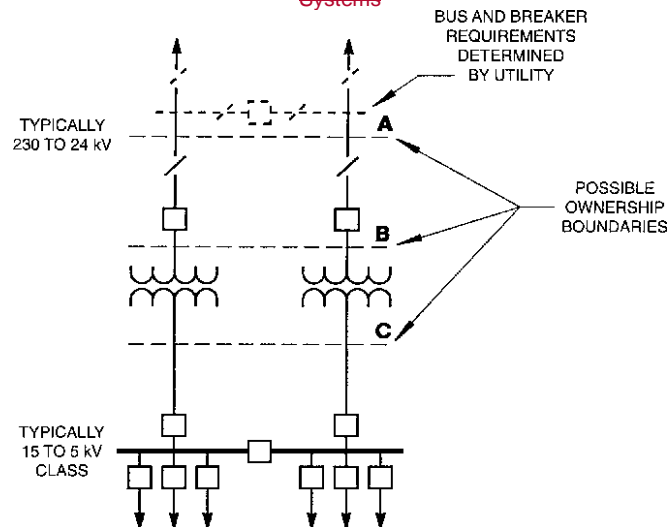 Systems
BUS AND BREAKER
REQUIREMENTS
DETERMINED
BY UTILITY
TYPICALLY
230 TO 24 kV
A
POSSIBLE
OWNERSHIP
BOUNDARIES
B
C
TYPICALLY
15 TO 5 kV
CLASS